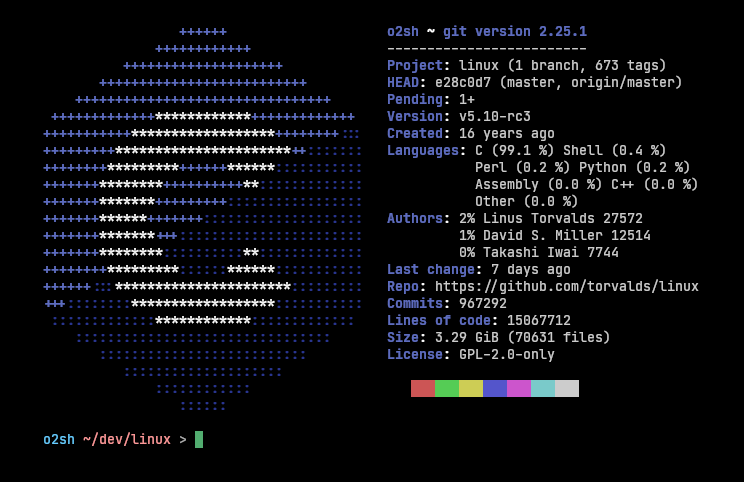 o2sh ~ git version 2.25.1
-------------------------
Project: linux (1 branch, 673 tags)
HEAD: e28c0d7 (master, origin/master)
Pending: 1+
Version: v5.10-rc3
Created: 16 years ago
Languages: C (99.1 %) Shell (0.4 %)
Perl (0.2 %) Python (0.2 %)
Assembly (0.0 %) C++ (0.0 %)
Other (0.0 %)
Authors: 2% Linus Torvalds 27572
1% David S. Miller 12514
0% Takashi Iwai 7744
Last change: 7 days ago
Repo: https://github.com/torvalds/linux
Commits: 967292
Lines of code: 15067712
Size: 3.29 GiB (70631 files)
License: GPL-2.0-only
o2sh ~/dev/linux >